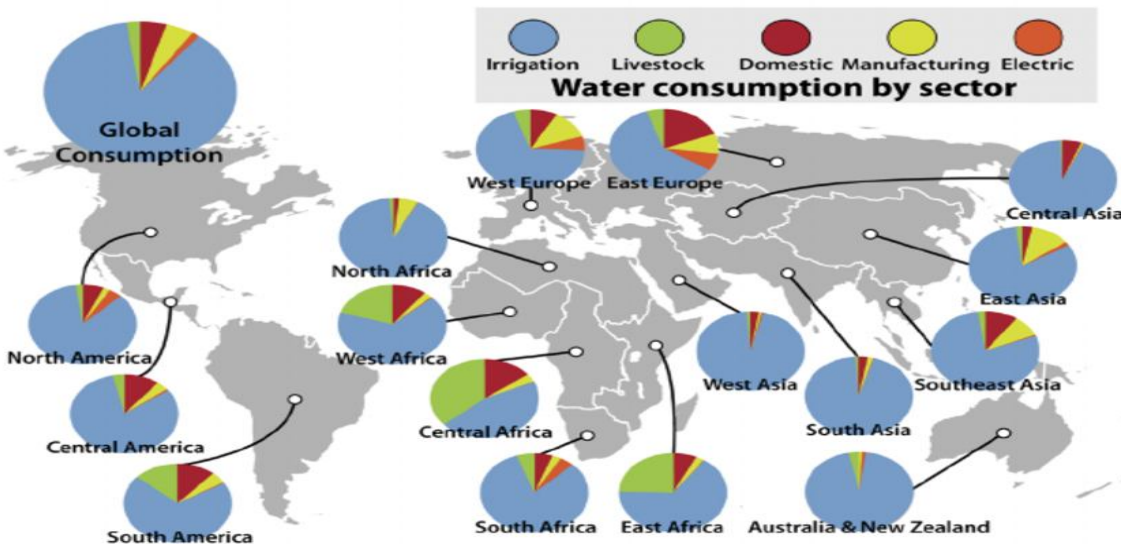 Irrigation Livestock Domestic Manufacturing Electric
Water consumption by sector
Global
Consumption
West Europe
East Europe
Central Asia
North Africa
East Asia
North America
West Africa
West Asia
Southeast Asia
Central America
Central Africa
South Asia
South America
South Africa
East Africa
Australia & New Zealand